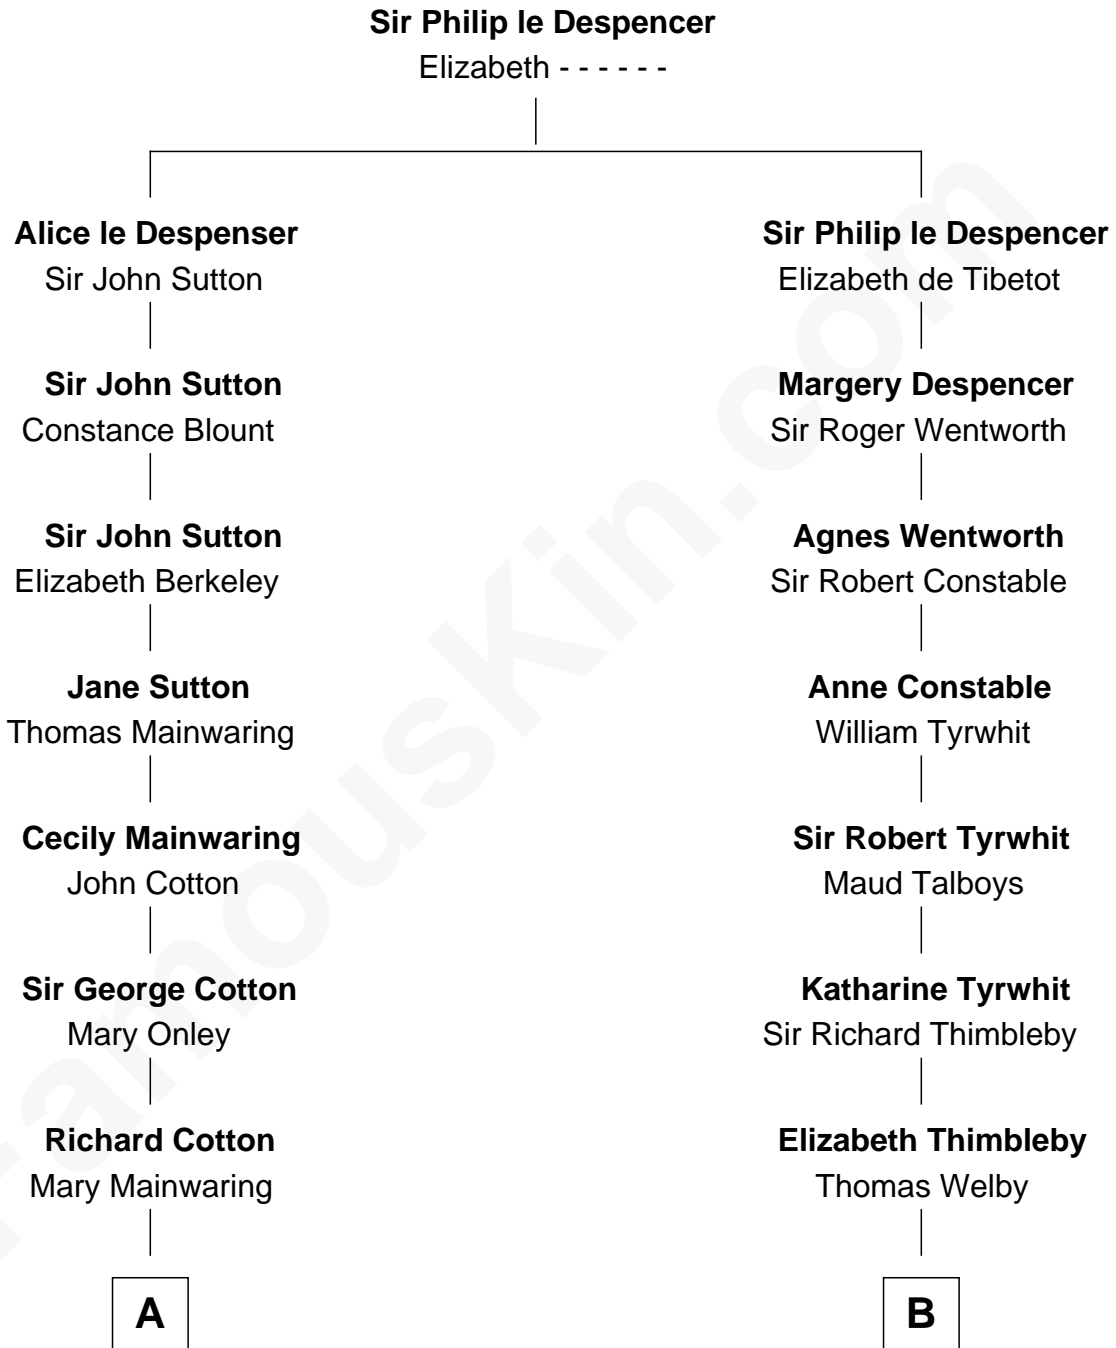 Sir Philip le Despencer
Elizabeth - - - - - -
Alice le Despenser
Sir John Sutton
Sir Philip le Despencer
Elizabeth de Tibetot
Sir John Sutton
Constance Blount
Margery Despencer
Sir Roger Wentworth
Sir John Sutton
Elizabeth Berkeley
Agnes Wentworth
Sir Robert Constable
Jane Sutton
Thomas Mainwaring
Anne Constable
William Tyrwhit
Cecily Mainwaring
John Cotton
Sir Robert Tyrwhit
Maud Talboys
Sir George Cotton
Mary Onley
Katharine Tyrwhit
Sir Richard Thimbleby
Richard Cotton
Mary Mainwaring
Elizabeth Thimbleby
Thomas Welby
A
B
FamousKin.com